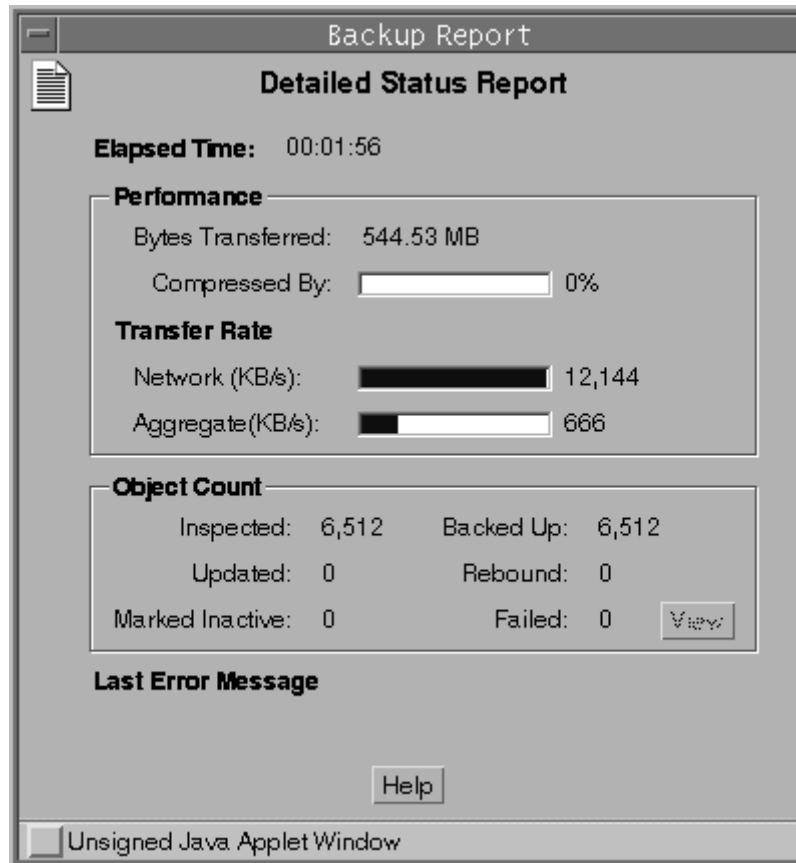 Backup Report
Detailed Status Report
Elapsed Time: 00:01:56
Performance
Bytes Transferred: 544.53 MB
Compressed By: 0%
Transfer Rate
Network (KB/s): 12,144
Aggregate(KB/s): 666
Object Count
Inspected: 6,512 Backed Up: 6,512
Updated: 0 Rebound: 0
Marked Inactive: 0 Failed: 0 View
Last Error Message
Help
Unsigned Java Applet Window